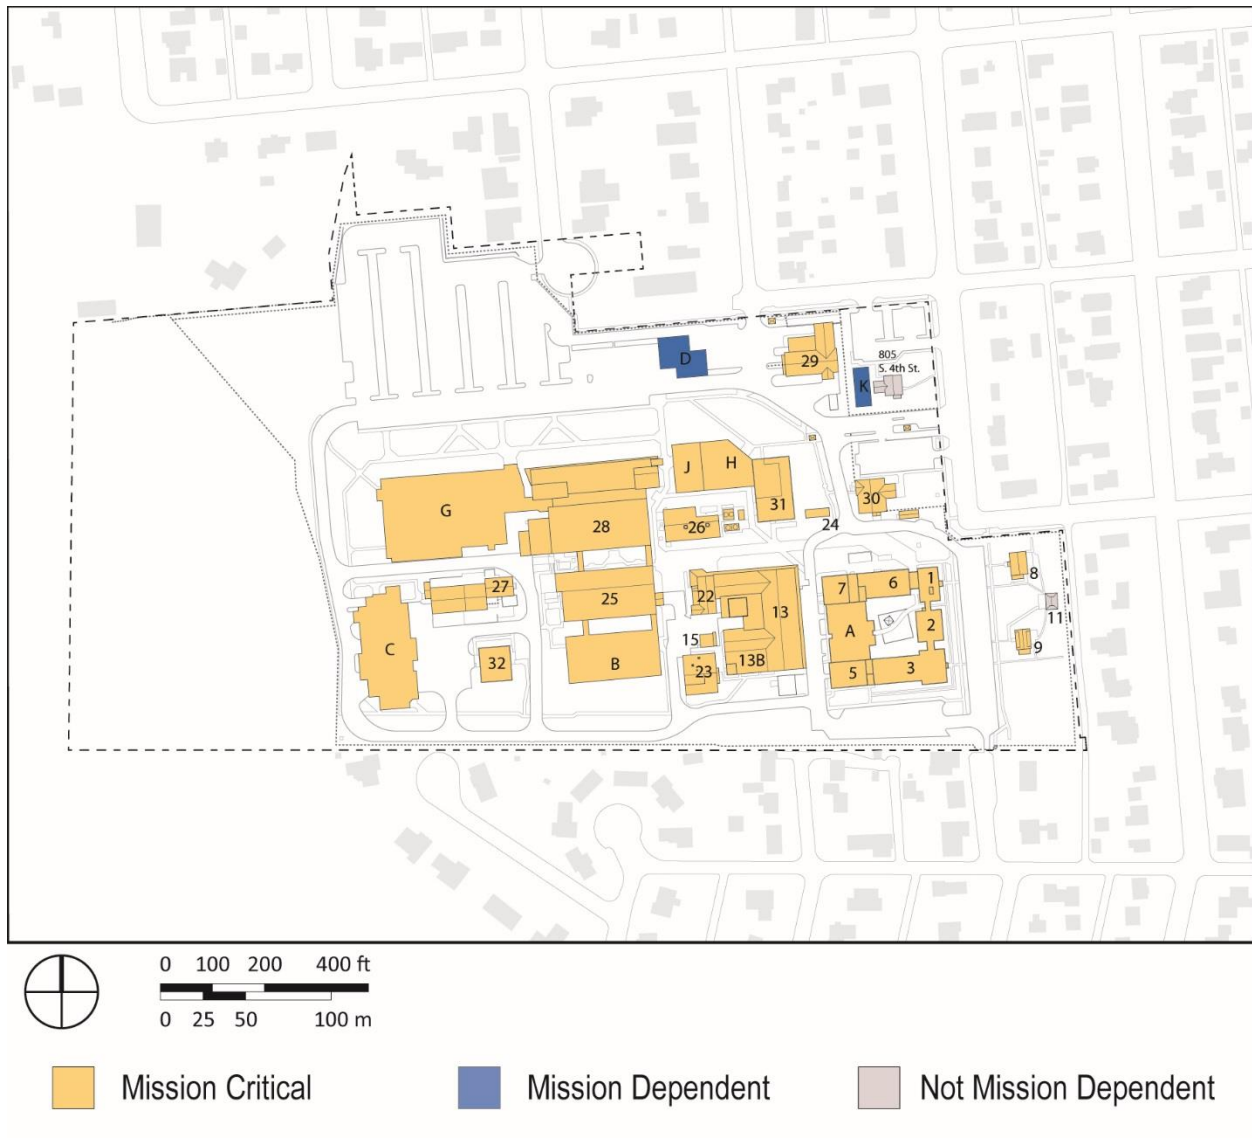 805
S. 4th St.
D
29
K
J
H
G
31
30
28
26
24
27
22
7
6
1
8
25
13
11
C
A
2
15
9
32
B
23
13B
5
3
0 100 200 400 ft
0 25 50 100 m
Mission Critical
Mission Dependent
Not Mission Dependent